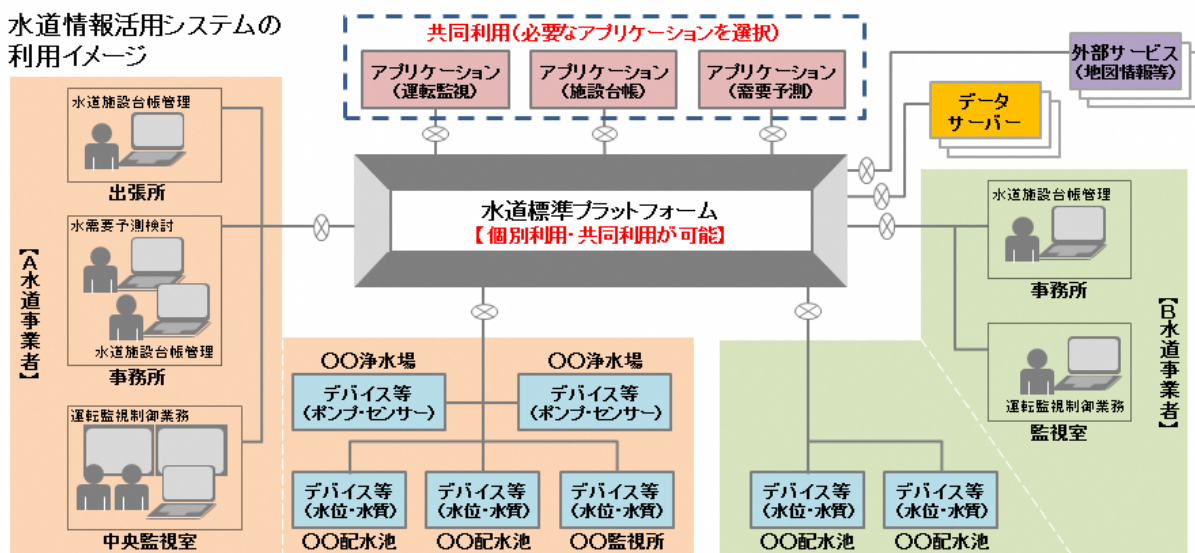 水道情報活用システムの
利用イメージ
共同利用(必要なアプリケーションを選択)
アプリケーション
(運転監視)
アプリケーション
(施設台帳)
アプリケーション
(需要予測)
外部サービス
(地図情報等)
データ
サーバー
水道標準プラットフォーム
【個別利用・共同利用が可能】
【A水道事業者】
水道施設台帳管理
出張所
水需要予測検討
水道施設台帳管理
事務所
運転監視制御業務
中央監視室
〇〇浄水場
デバイス等
(ポンプ・センサー)
〇〇浄水場
デバイス等
(ポンプ・センサー)
デバイス等
(水位・水質)
〇〇配水池
デバイス等
(水位・水質)
〇〇配水池
デバイス等
(水位・水質)
〇〇監視所
デバイス等
(水位・水質)
〇〇配水池
デバイス等
(水位・水質)
〇〇配水池
水道施設台帳管理
事務所
運転監視制御業務
監視室
【B水道事業者】